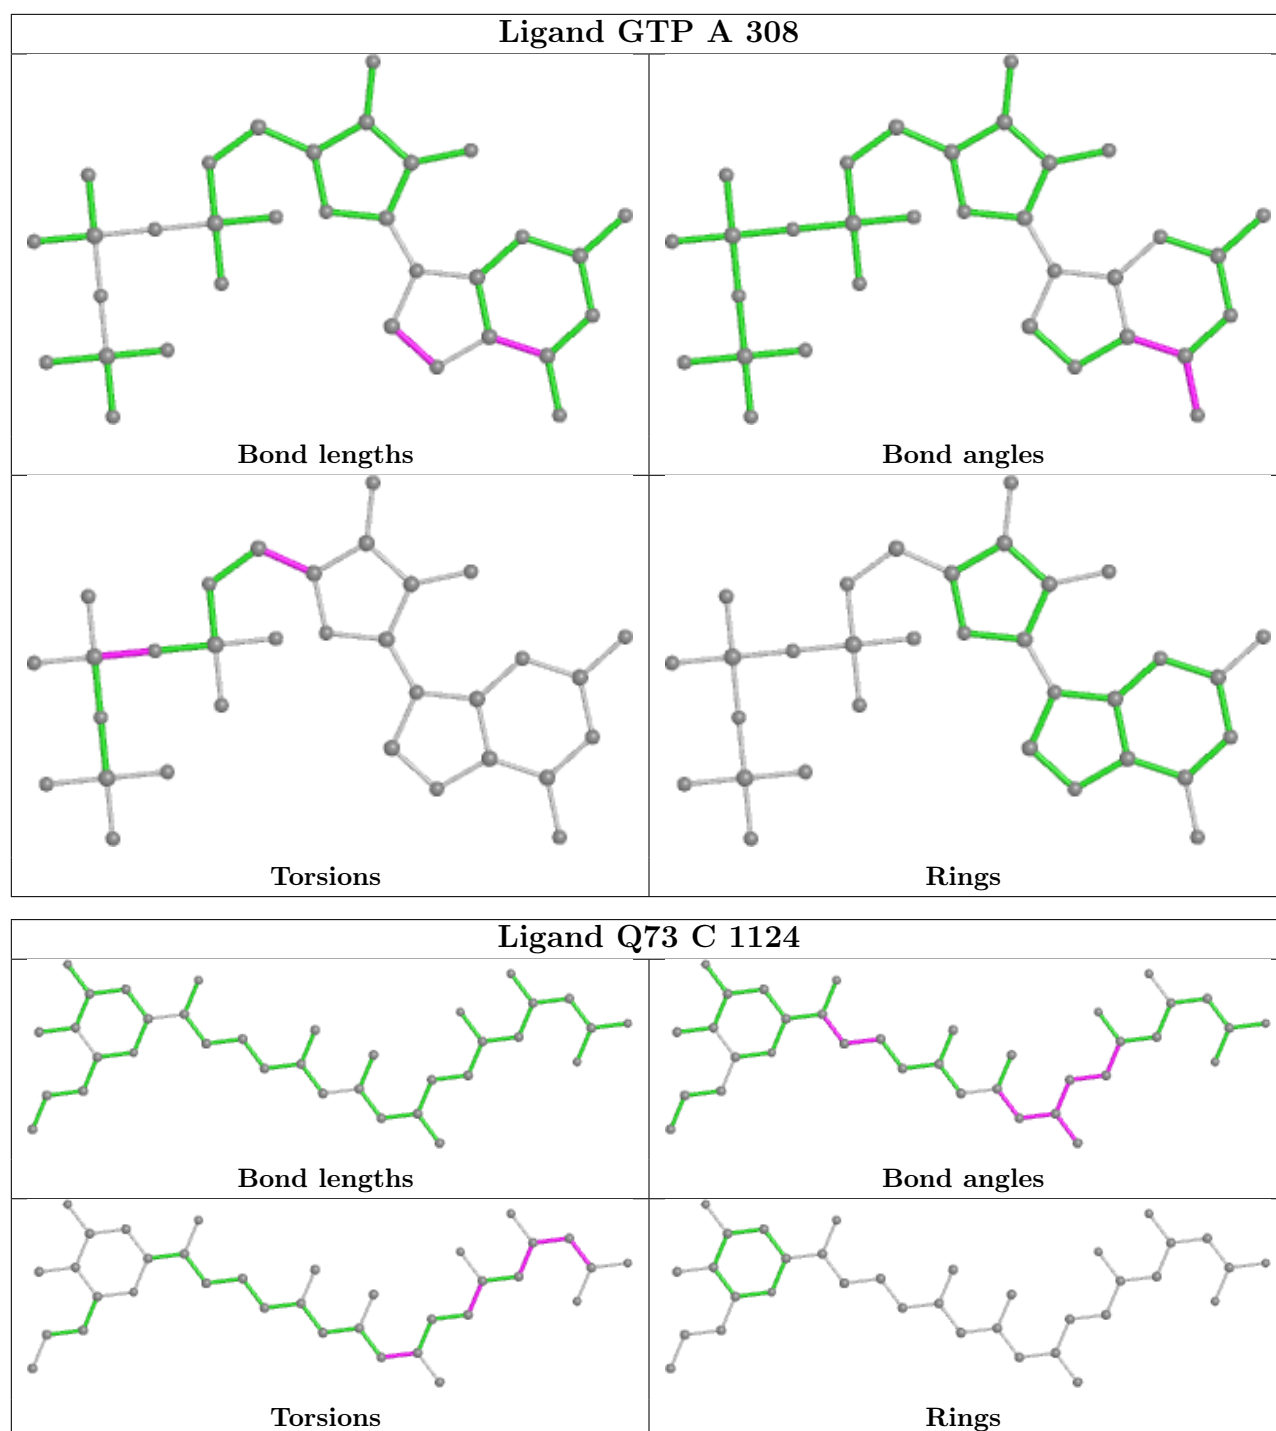 Ligand GTP A 308
Bond lengths
Bond angles
Torsions
Rings
Ligand Q73 C 1124
Bond lengths
Bond angles
Torsions
Rings